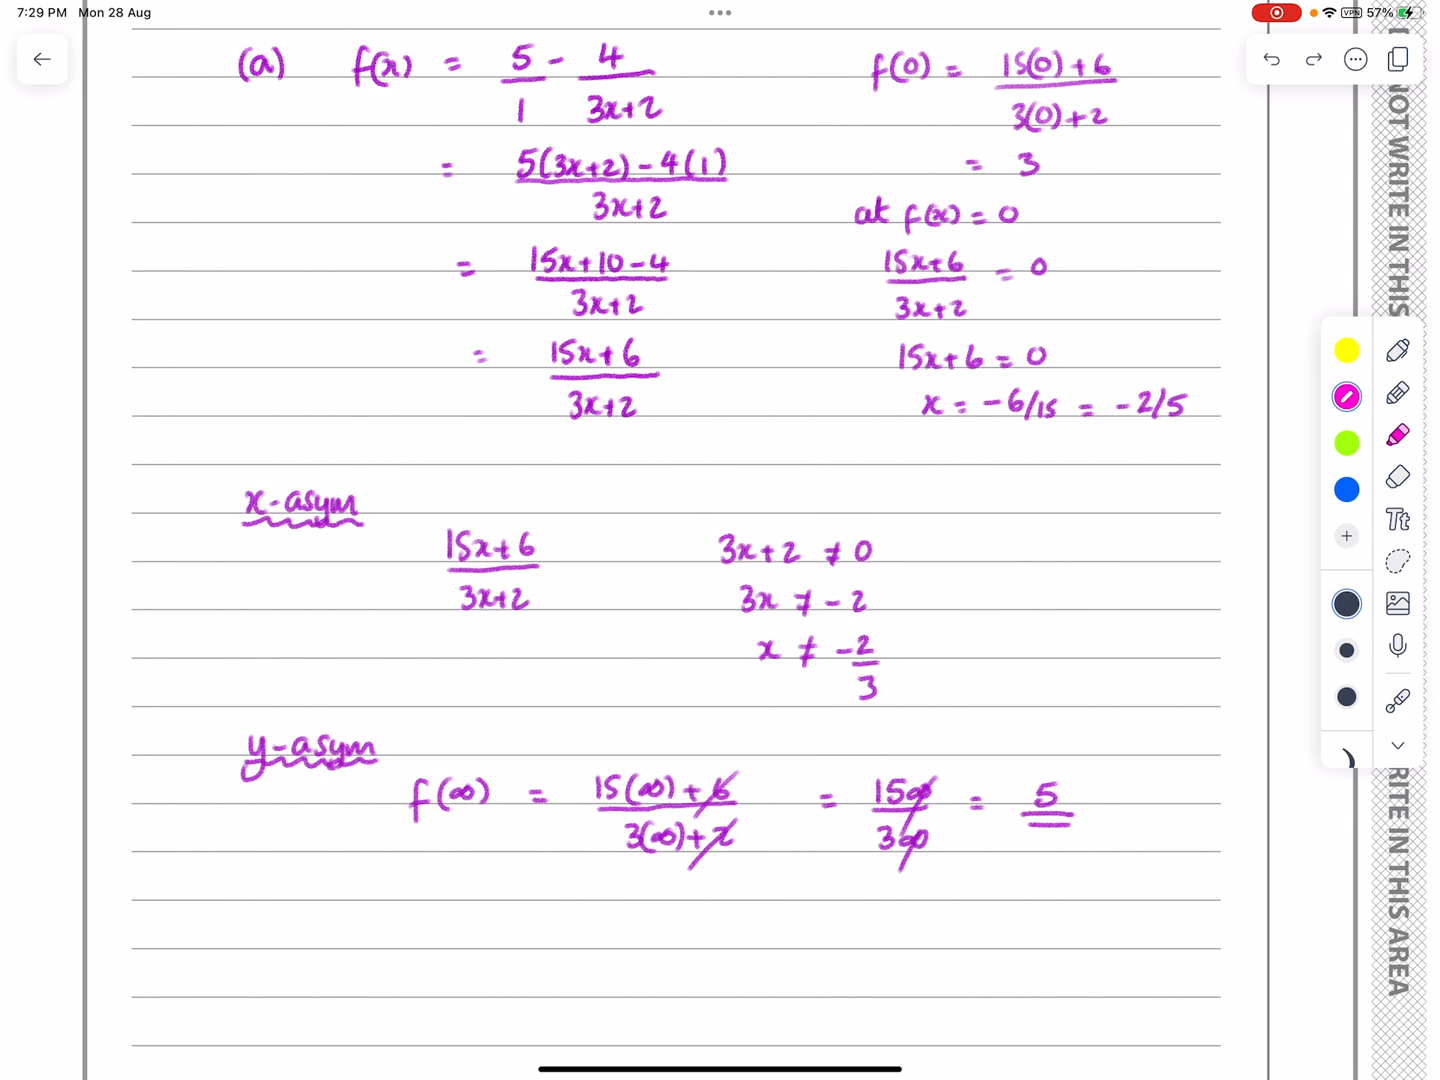 7:29 PM Mon 28 Aug
VPN 57%
(a) f(x) = 5/1 - 4/3x+2
= 5(3x+2) - 4(1)/3x+2
= 15x+10-4/3x+2
= 15x+6/3x+2
f(0) = 15(0)+6/3(0)+2
= 3
at f(x) = 0
15x+6/3x+2 = 0
15x+6 = 0
x = -6/15 = -2/5
x-asym
15x+6/3x+2
3x+2 ≠ 0
3x ≠ -2
x ≠ -2/3
y-asym
f(∞) = 15(∞)+6/3(∞)+2 = 15∞/3∞ = 5
NOT WRITE IN THIS
RITE IN THIS AREA
Tt